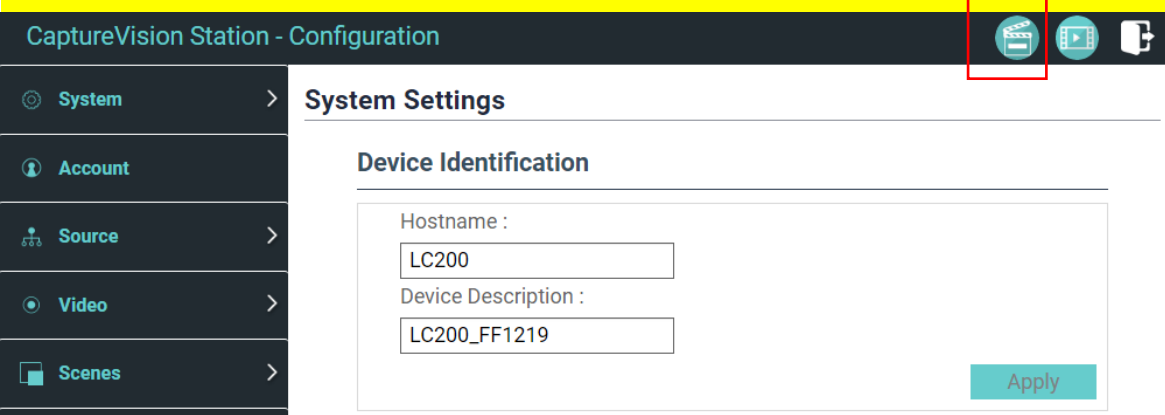 CaptureVision Station - Configuration
System
Account
Source
Video
Scenes
System Settings
Device Identification
Hostname :
LC200
Device Description :
LC200_FF1219
Apply